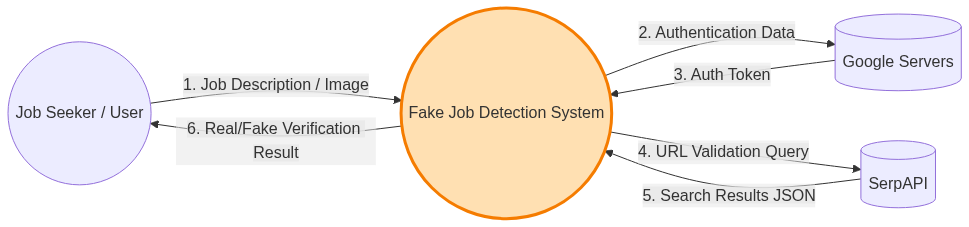 2. Authentication Data
Google Servers
3. Auth Token
1. Job Description / Image
Job Seeker / User
Fake Job Detection System
6. Real/Fake Verification
Result
4. URL Validation Query
SerpAPI
5. Search Results JSON